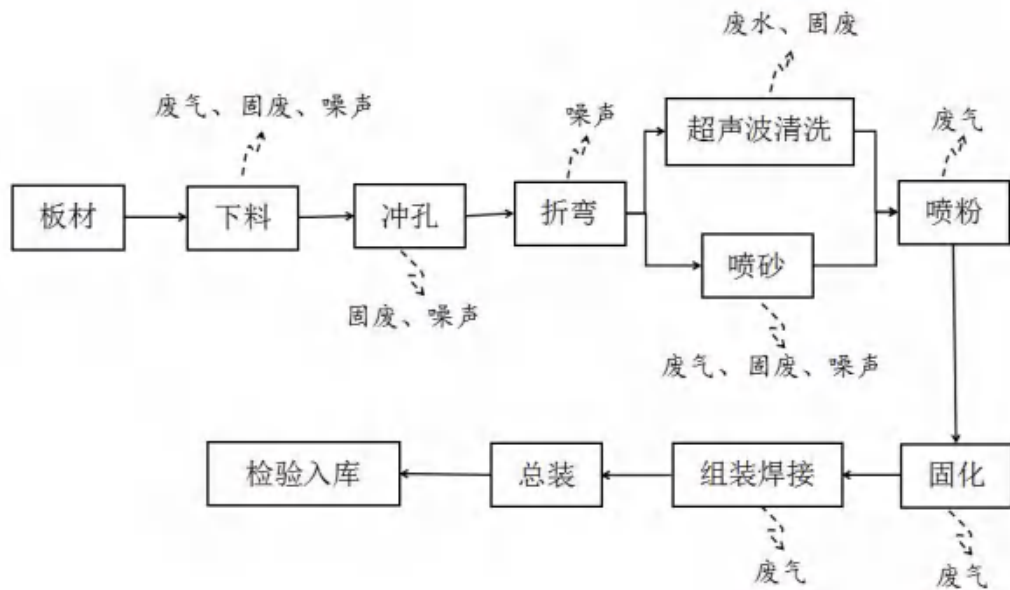 废水、固废
废气、固废、噪声
噪声
超声波清洗
废气
板材
下料
冲孔
折弯
喷粉
喷砂
固废、噪声
废气、固废、噪声
检验入库
总装
组装焊接
固化
废气
废气